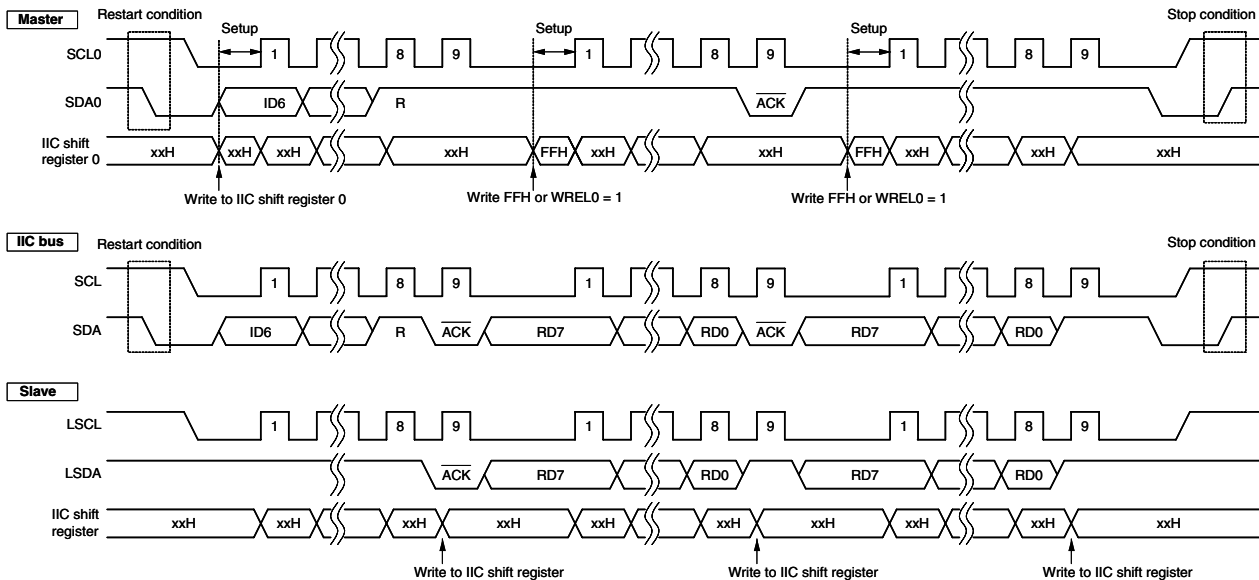 Master
Restart condition
Stop condition
Setup
Setup
Setup
SCL0
1
8
9
1
8
9
1
8
9
SDA0
ID6
R
ACK
IIC shift
register 0
xxH
xxH
xxH
xxH
FFH
xxH
xxH
FFH
xxH
xxH
xxH
Write to IIC shift register 0
Write FFH or WREL0 = 1
Write FFH or WREL0 = 1
IIC bus
Restart condition
Stop condition
SCL
1
8
9
1
8
9
1
8
9
SDA
ID6
R
ACK
RD7
RD0
ACK
RD7
RD0
Slave
LSCL
1
8
9
1
8
9
1
8
9
LSDA
ACK
RD7
RD0
RD7
RD0
IIC shift
register
xxH
xxH
xxH
xxH
xxH
xxH
xxH
xxH
xxH
xxH
Write to IIC shift register
Write to IIC shift register
Write to IIC shift register